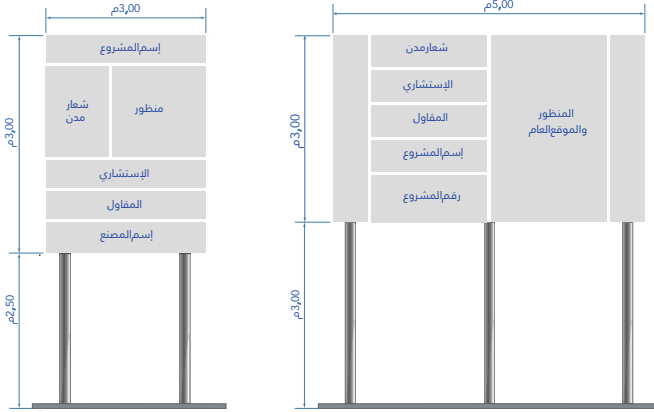 3,00م
إسم المشروع
منظور
شعار
مدن
الإستشاري
المقاول
إسم المصنع
3,00م
2,50م
5,00م
شعار مدن
الإستشاري
المقاول
إسم المشروع
رقم المشروع
المنظور
والموقع العام
3,00م
3,00م